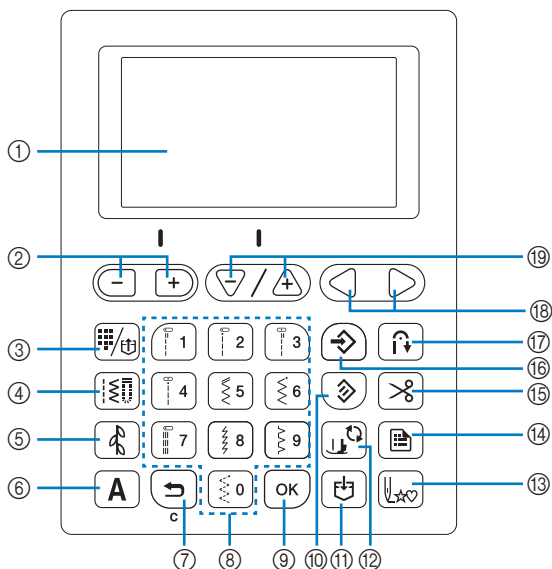 ①
② − + − / + ⑲
⑱
③ 1 2 3 ⑰
⑯
④ 4 5 6 ⑮
⑤ 7 8 9 ⑭
⑥ A 0 OK ⑬
C
⑦ ⑧ ⑨ ⑩ ⑪ ⑫